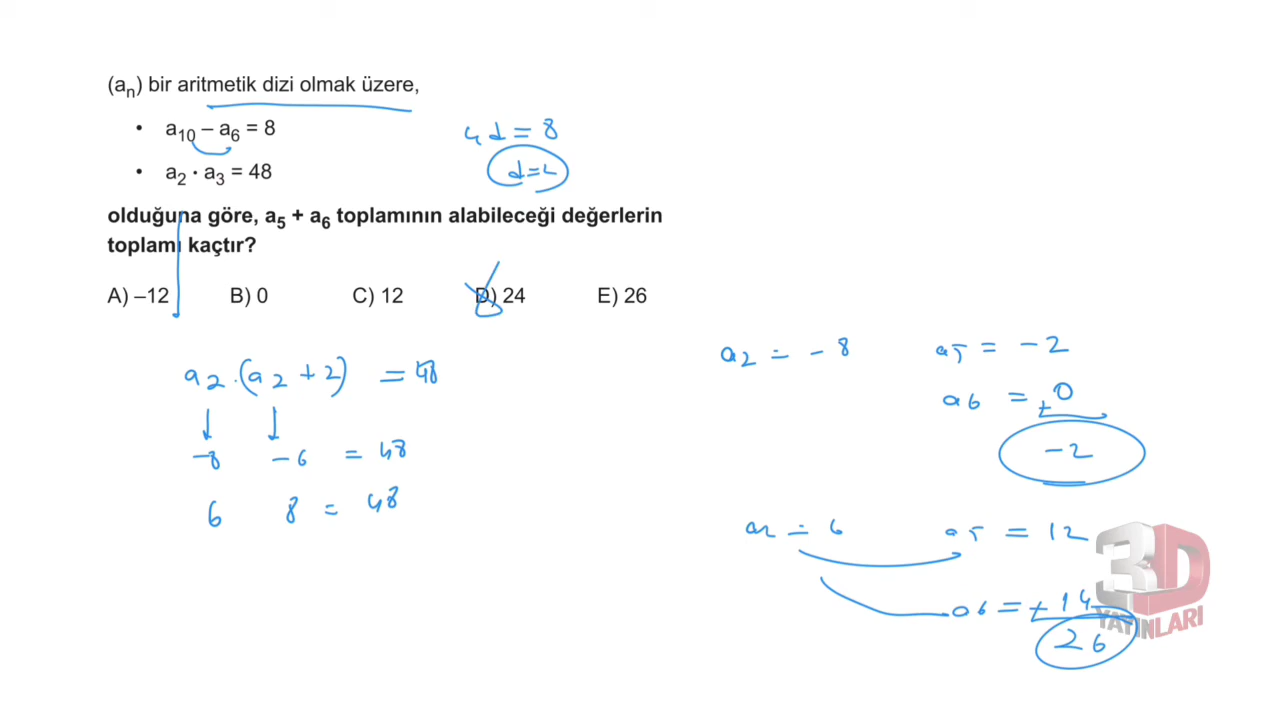 (an) bir aritmetik dizi olmak üzere,
• a10 – a6 = 8
• a2 · a3 = 48
olduğuna göre, a5 + a6 toplamının alabileceği değerlerin
toplamı kaçtır?
A) –12 B) 0 C) 12 D) 24 E) 26
4d = 8
d=2
a2 . (a2 + 2) = 48
-8 -6 = 48
6 8 = 48
a2 = -8 a5 = -2
a6 = +0
-2
a2 = 6 a5 = 12
a6 = +14
26
3D
YAYINLARI